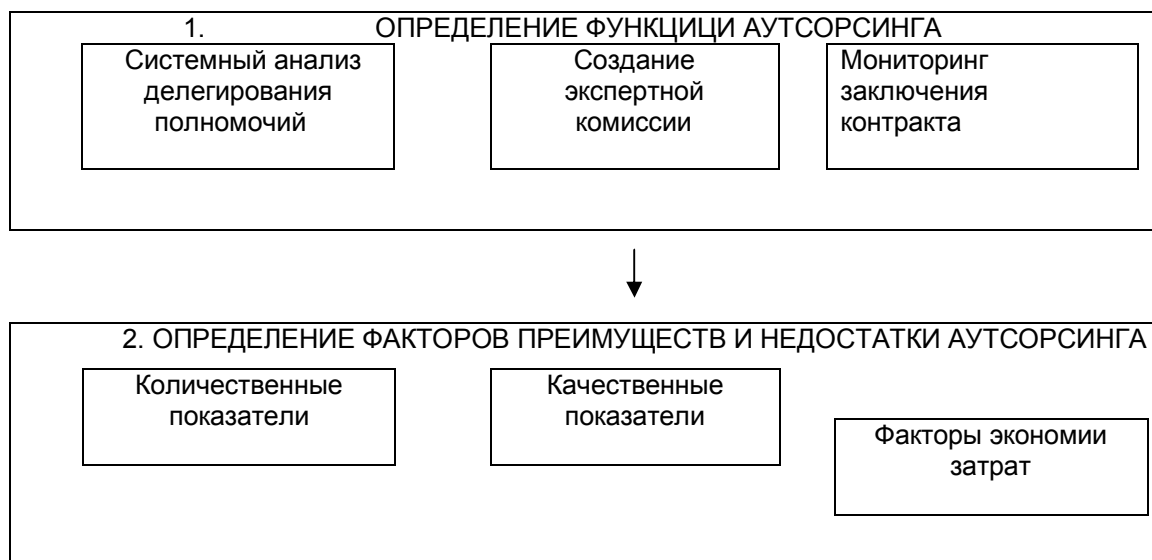 1. ОПРЕДЕЛЕНИЕ ФУНКЦИЦИ АУТСОРСИНГА
Системный анализ
делегирования
полномочий
Создание
экспертной
комиссии
Мониторинг
заключения
контракта
2. ОПРЕДЕЛЕНИЕ ФАКТОРОВ ПРЕИМУЩЕСТВ И НЕДОСТАТКИ АУТСОРСИНГА
Количественные
показатели
Качественные
показатели
Факторы экономии
затрат